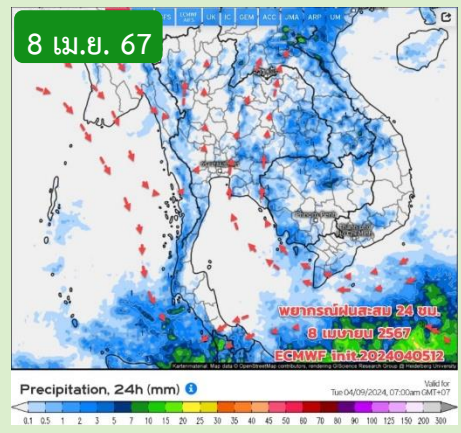 8 เม.ย. 67
UK IC GEM ACC JMA ARP UM
พยากรณ์ฝนสะสม 24 ชม.
8 เมษายน 2567
ECMWF init.2024040512
Precipitation, 24h (mm)
Valid for
Tue 04/09/2024, 07:00am GMT+07
0.1 0.5 1 2 3 5 7 10 15 20 25 30 35 40 45 50 60 70 80 90 100 125 150 200 300